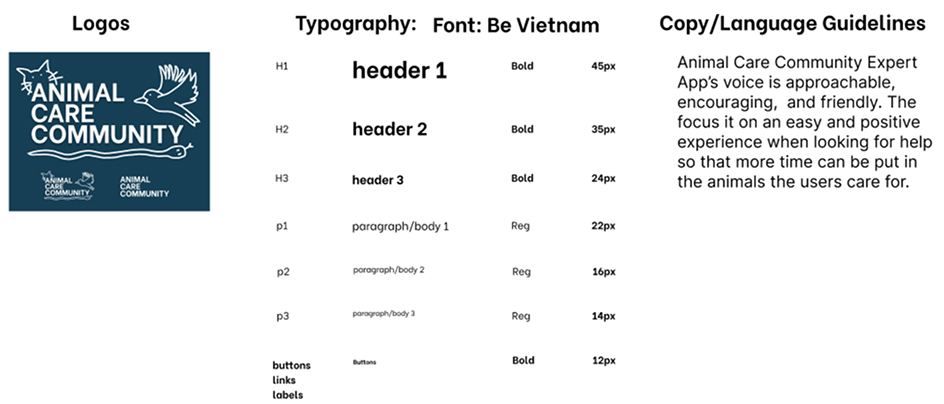 Logos
ANIMAL
CARE
COMMUNITY
ANIMAL
CARE
COMMUNITY
ANIMAL
CARE
COMMUNITY
Typography: Font: Be Vietnam
H1 header 1 Bold 45px
H2 header 2 Bold 35px
H3 header 3 Bold 24px
p1 paragraph/body 1 Reg 22px
p2 paragraph/body 2 Reg 16px
p3 paragraph/body 3 Reg 14px
buttons Buttons Bold 12px
links
labels
Copy/Language Guidelines
Animal Care Community Expert
App's voice is approachable,
encouraging, and friendly. The
focus it on an easy and positive
experience when looking for help
so that more time can be put in
the animals the users care for.